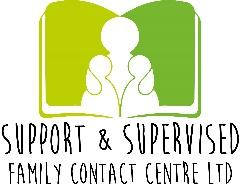 SUPPORT & SUPERVISED
FAMILY CONTACT CENTRE LTD